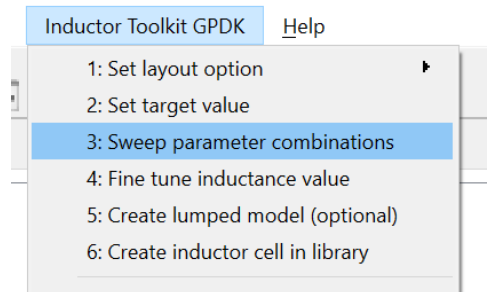 Inductor Toolkit GPDK Help
1: Set layout option
2: Set target value
3: Sweep parameter combinations
4: Fine tune inductance value
5: Create lumped model (optional)
6: Create inductor cell in library